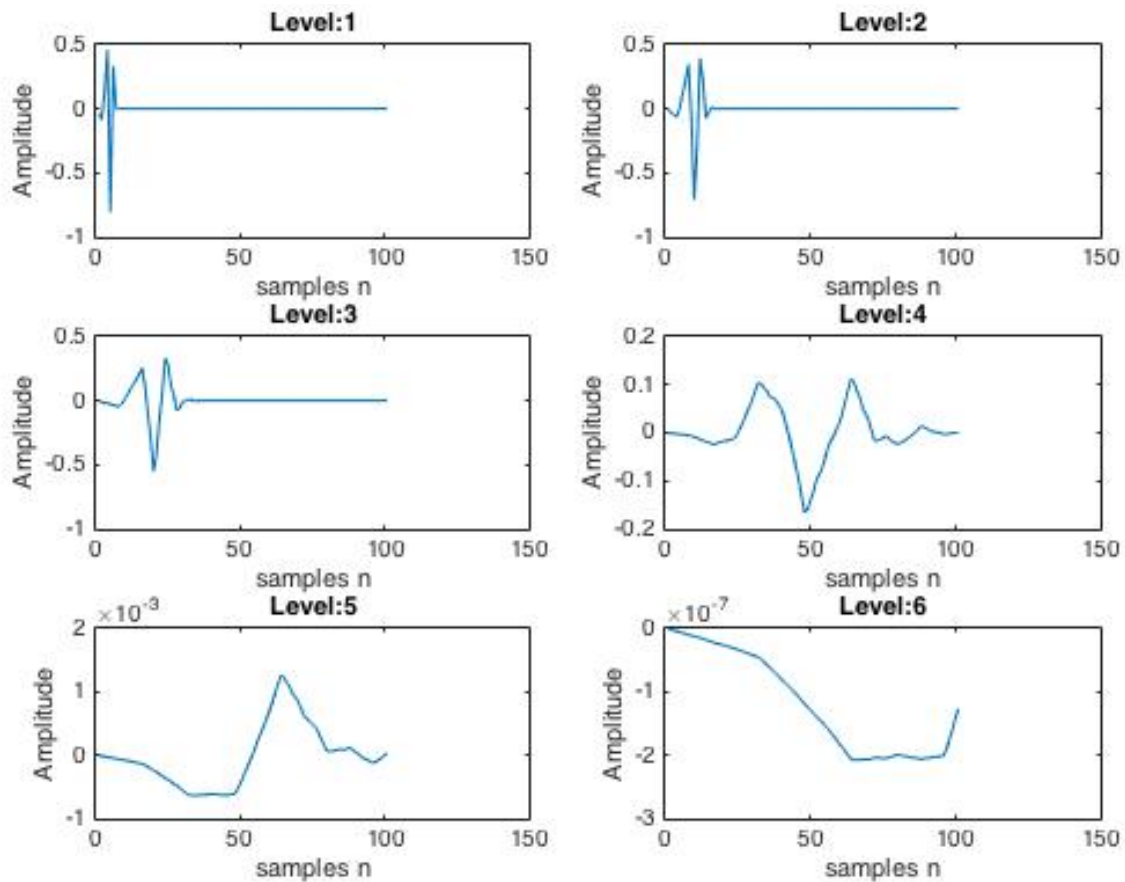 Level:1
0.5
0
-0.5
-1
Amplitude
0 50 100 150
samples n
Level:2
0.5
0
-0.5
-1
Amplitude
0 50 100 150
samples n
Level:3
0.5
0
-0.5
-1
Amplitude
0 50 100 150
samples n
Level:4
0.2
0.1
0
-0.1
-0.2
Amplitude
0 50 100 150
samples n
×10⁻³
Level:5
2
1
0
-1
Amplitude
0 50 100 150
samples n
×10⁻⁷
Level:6
0
-1
-2
-3
Amplitude
0 50 100 150
samples n